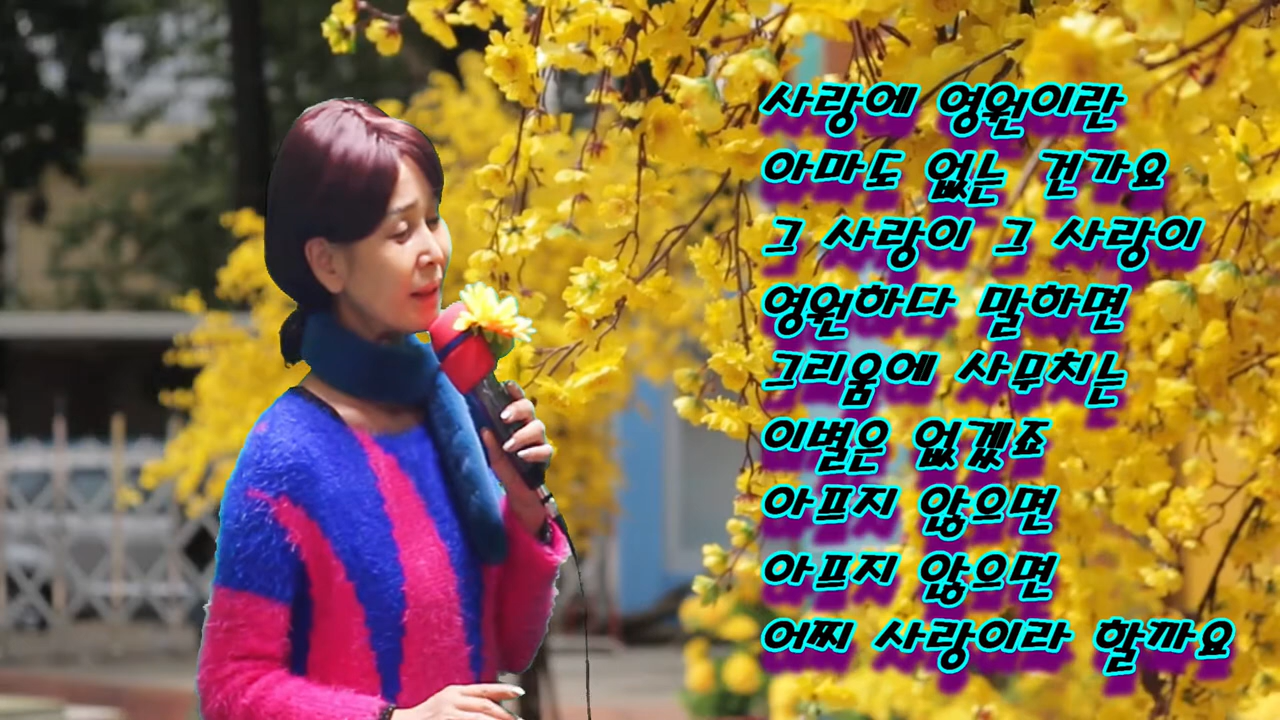 사랑에 영원이란
아마도 없는 건가요
그 사랑이 그 사랑이
영원하다 말하면
그리움에 사무치는
이별은 없겠죠
아프지 않으면
아프지 않으면
어찌 사랑이라 할까요